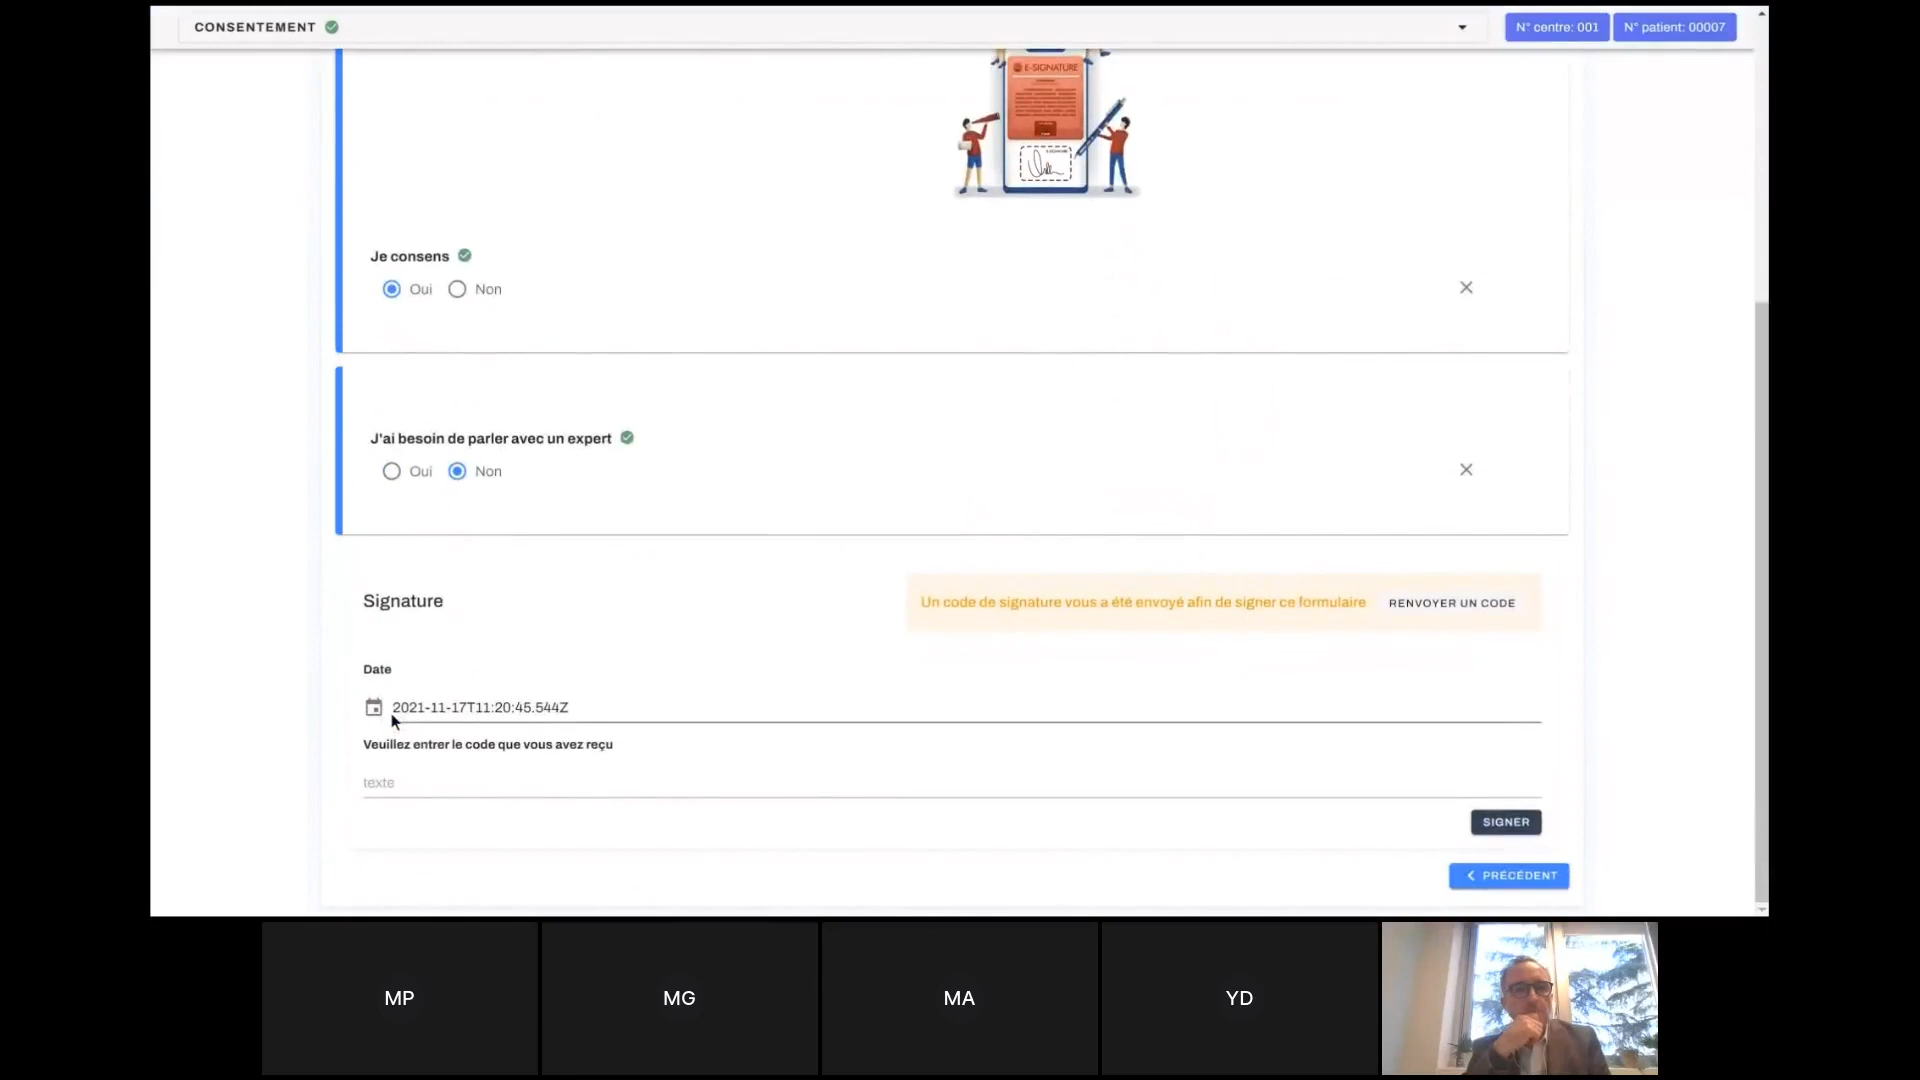 CONSENTEMENT
N° centre: 001
N° patient: 00007
E-SIGNATURE
Je consens
Oui
Non
J'ai besoin de parler avec un expert
Oui
Non
Signature
Un code de signature vous a été envoyé afin de signer ce formulaire
RENVOYER UN CODE
Date
2021-11-17T11:20:45.544Z
Veuillez entrer le code que vous avez reçu
texte
SIGNER
PRÉCÉDENT
MP
MG
MA
YD